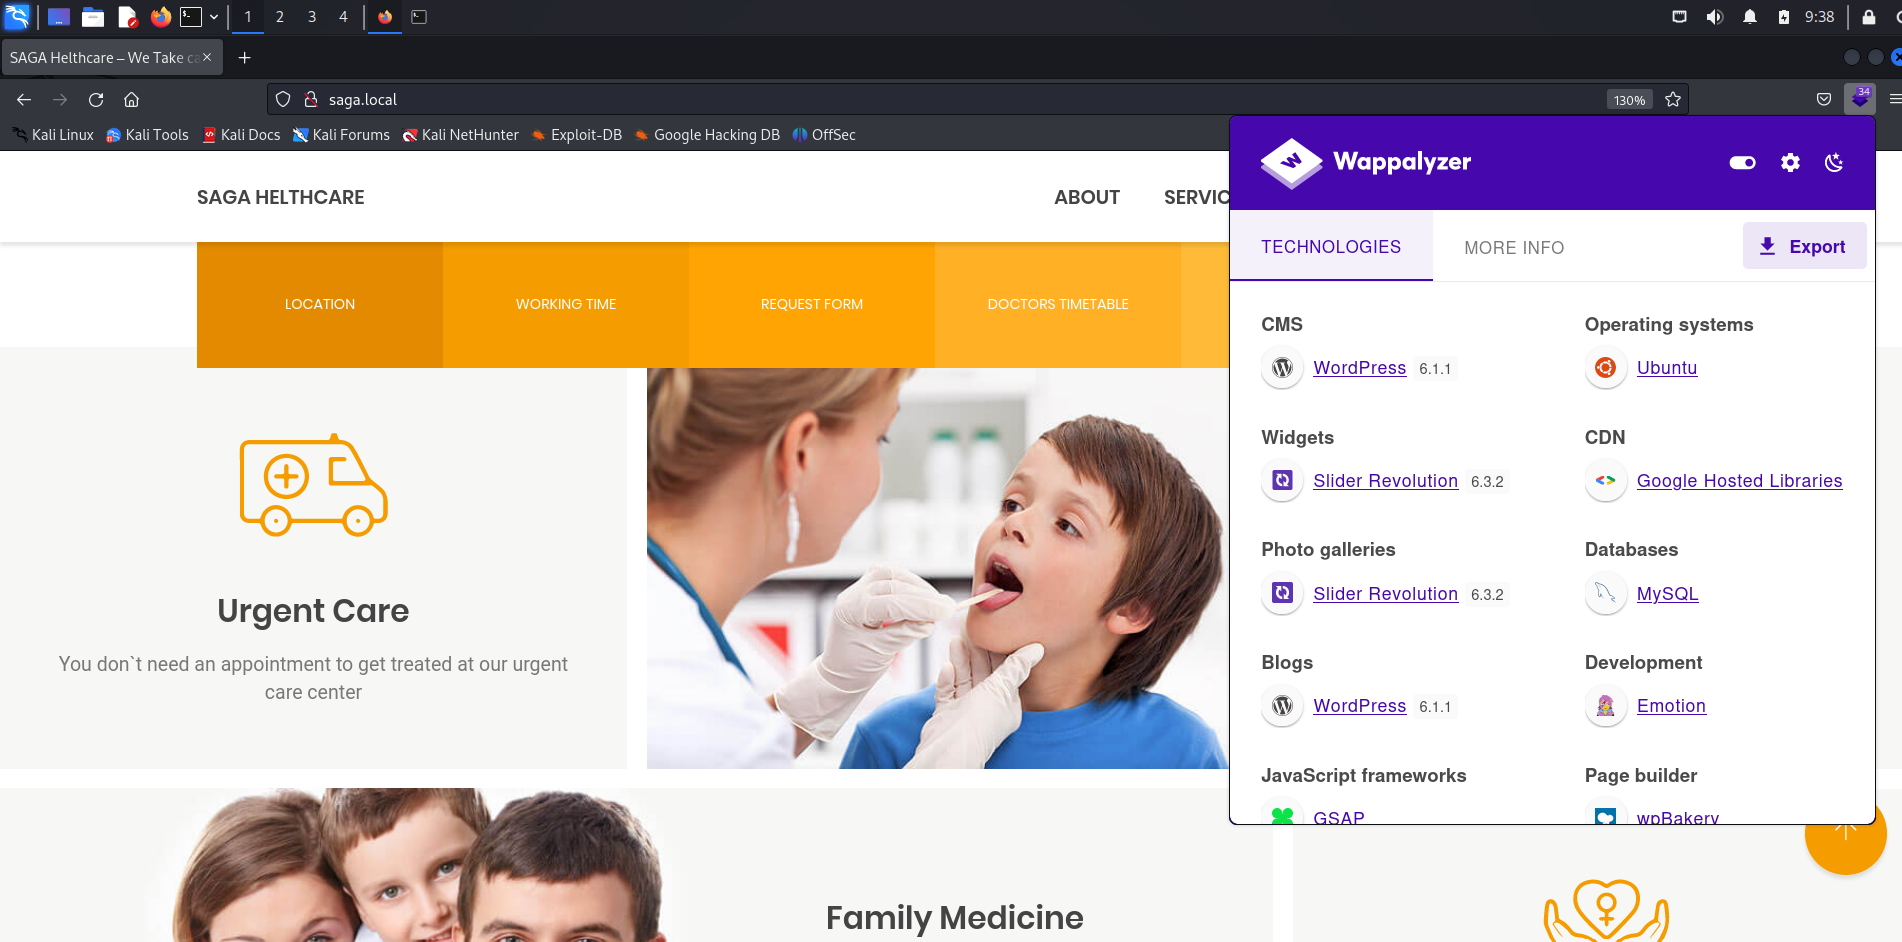 1 2 3 4
9:38
SAGA Helthcare – We Take ca
saga.local
130%
34
Kali Linux Kali Tools Kali Docs Kali Forums Kali NetHunter Exploit-DB Google Hacking DB OffSec
SAGA HELTHCARE
ABOUT SERVIC
LOCATION
WORKING TIME
REQUEST FORM
DOCTORS TIMETABLE
Urgent Care
You don`t need an appointment to get treated at our urgent
care center
Family Medicine
Wappalyzer
TECHNOLOGIES MORE INFO Export
CMS
WordPress 6.1.1
Operating systems
Ubuntu
Widgets
Slider Revolution 6.3.2
CDN
Google Hosted Libraries
Photo galleries
Slider Revolution 6.3.2
Databases
MySQL
Blogs
WordPress 6.1.1
Development
Emotion
JavaScript frameworks
GSAP
Page builder
wpBakery